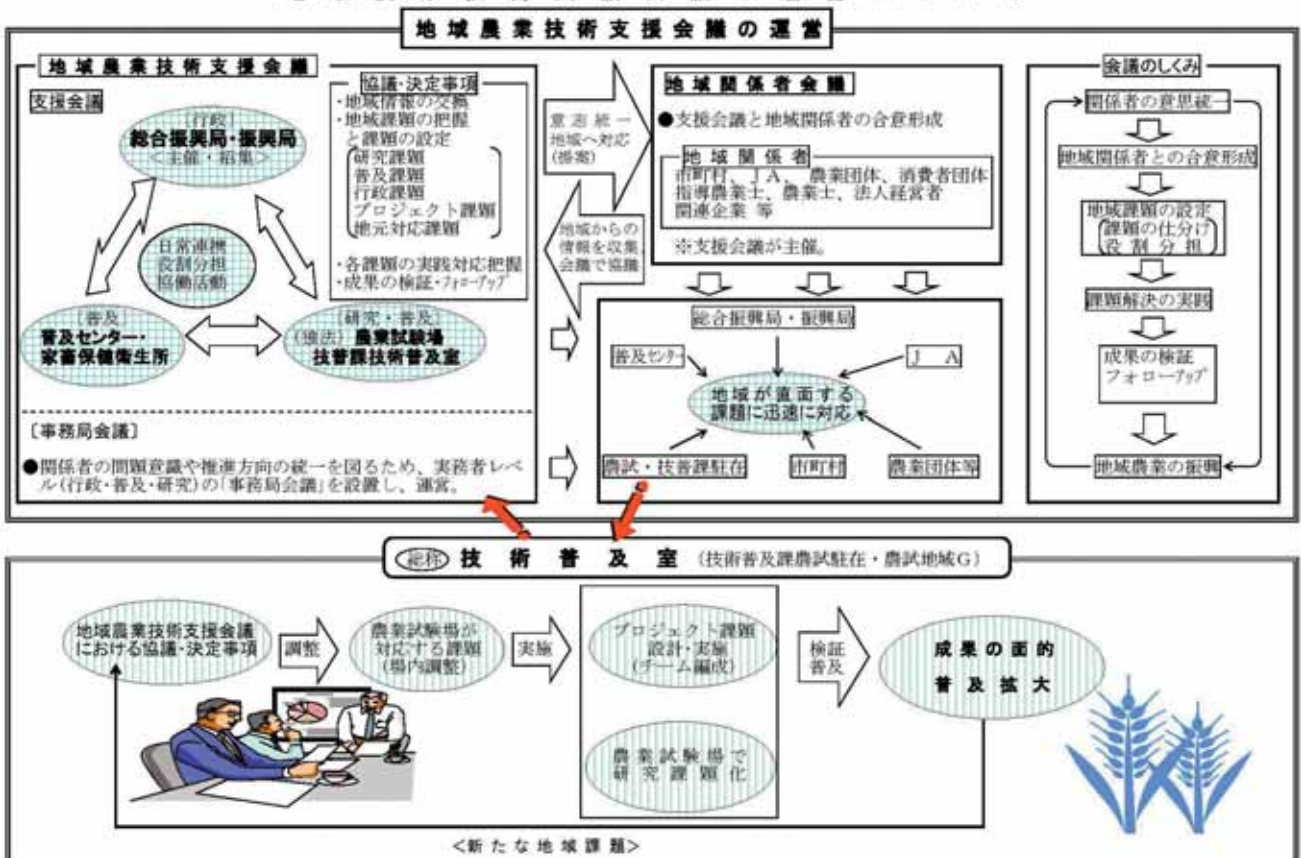 地域農業技術支援会議の運営
地域農業技術支援会議
支援会議
[行政]
総合振興局・振興局
<主催・招集>
日常連携
役割分担
協働活動
[普及]
普及センター・
家畜保健衛生所
[研究・普及]
(独法) 農業試験場
技普課技術普及室
協議・決定事項
・地域情報の交換
・地域課題の把握
と課題の設定
研究課題
普及課題
行政課題
プロジェクト課題
地元対応課題
・各課題の実践対応把握
・成果の検証・フォローアップ
〔事務局会議〕
●関係者の問題意識や推進方向の統一を図るため、実務者レベ
ル(行政・普及・研究)の「事務局会議」を設置し、運営。
意志統一
地域へ対応
(提案)
地域からの
情報を収集、
会議で協議
地域関係者会議
●支援会議と地域関係者の合意形成
地域関係者
市町村、JA、農業団体、消費者団体
指導農業士、農業士、法人経営者
関連企業 等
※支援会議が主催。
総合振興局・振興局
普及センター
JA
地域が直面する
課題に迅速に対応
農試・技普課駐在
市町村
農業団体等
会議のしくみ
関係者の意思統一
地域関係者との合意形成
地域課題の設定
課題の仕分け
役割分担
課題解決の実践
成果の検証
フォローアップ
地域農業の振興
総称 技術普及室 (技術普及課農試駐在・農試地域G)
地域農業技術支援会議
における協議・決定事項
調整
農業試験場が
対応する課題
(場内調整)
実施
プロジェクト課題
設計・実施
(チーム編成)
農業試験場で
研究課題化
検証
普及
成果の面的
普及拡大
<新たな地域課題>